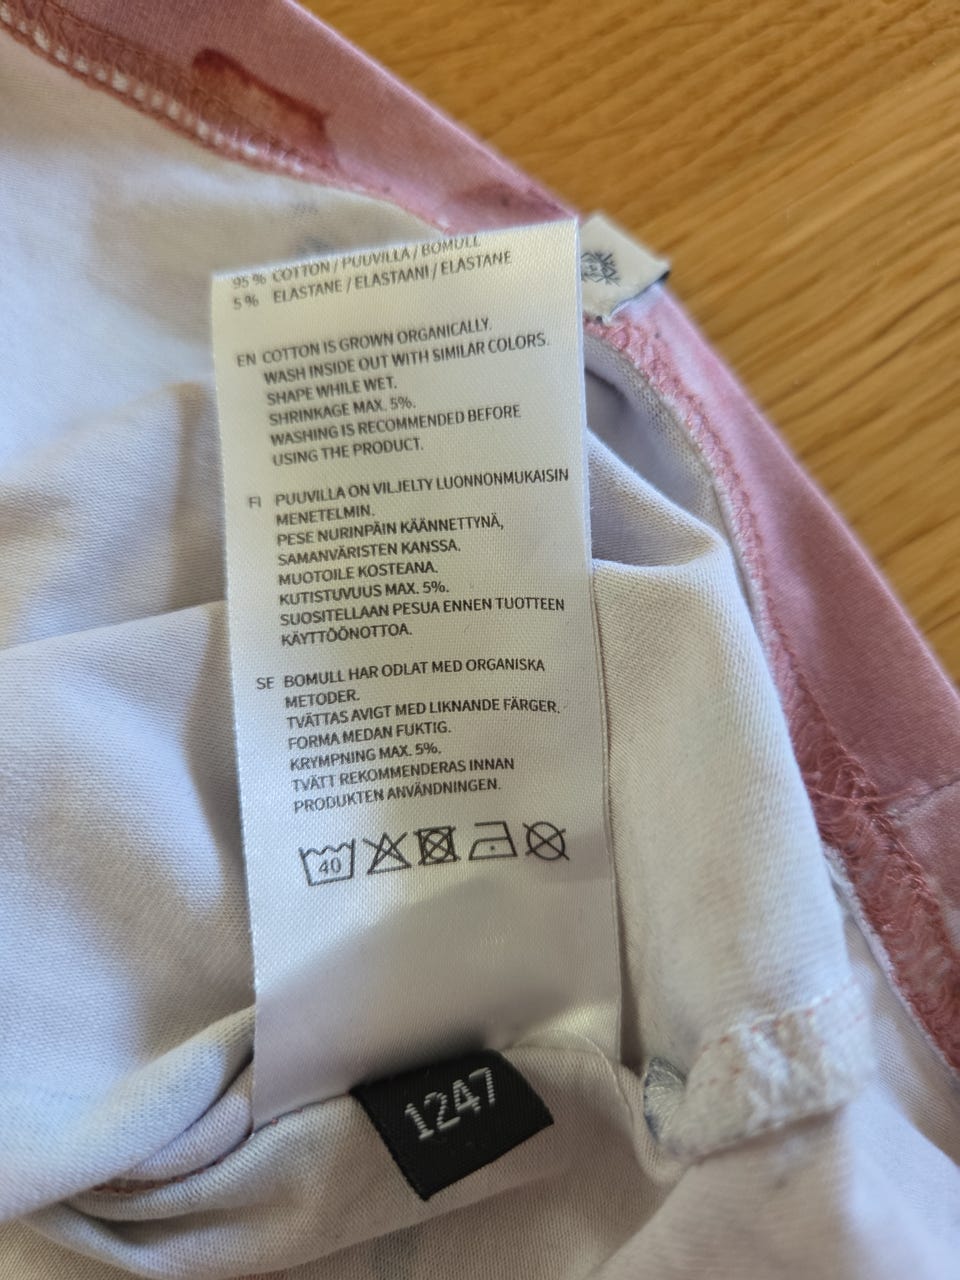 95 % COTTON / PUUVILLA / BOMULL
5 % ELASTANE / ELASTAANI / ELASTANE
EN COTTON IS GROWN ORGANICALLY.
WASH INSIDE OUT WITH SIMILAR COLORS.
SHAPE WHILE WET.
SHRINKAGE MAX. 5%.
WASHING IS RECOMMENDED BEFORE
USING THE PRODUCT.
FI PUUVILLA ON VILJELTY LUONNONMUKAISIN
MENETELMIN.
PESE NURINPÄIN KÄÄNNETTYNÄ,
SAMANVÄRISTEN KANSSA.
MUOTOILE KOSTEANA.
KUTISTUVUUS MAX. 5%.
SUOSITELLAAN PESUA ENNEN TUOTTEEN
KÄYTTÖÖNOTTOA.
SE BOMULL HAR ODLAT MED ORGANISKA
METODER.
TVÄTTAS AVIGT MED LIKNANDE FÄRGER.
FORMA MEDAN FUKTIG.
KRYMPNING MAX. 5%.
TVÄTT REKOMMENDERAS INNAN
PRODUKTEN ANVÄNDNINGEN.
40
1247